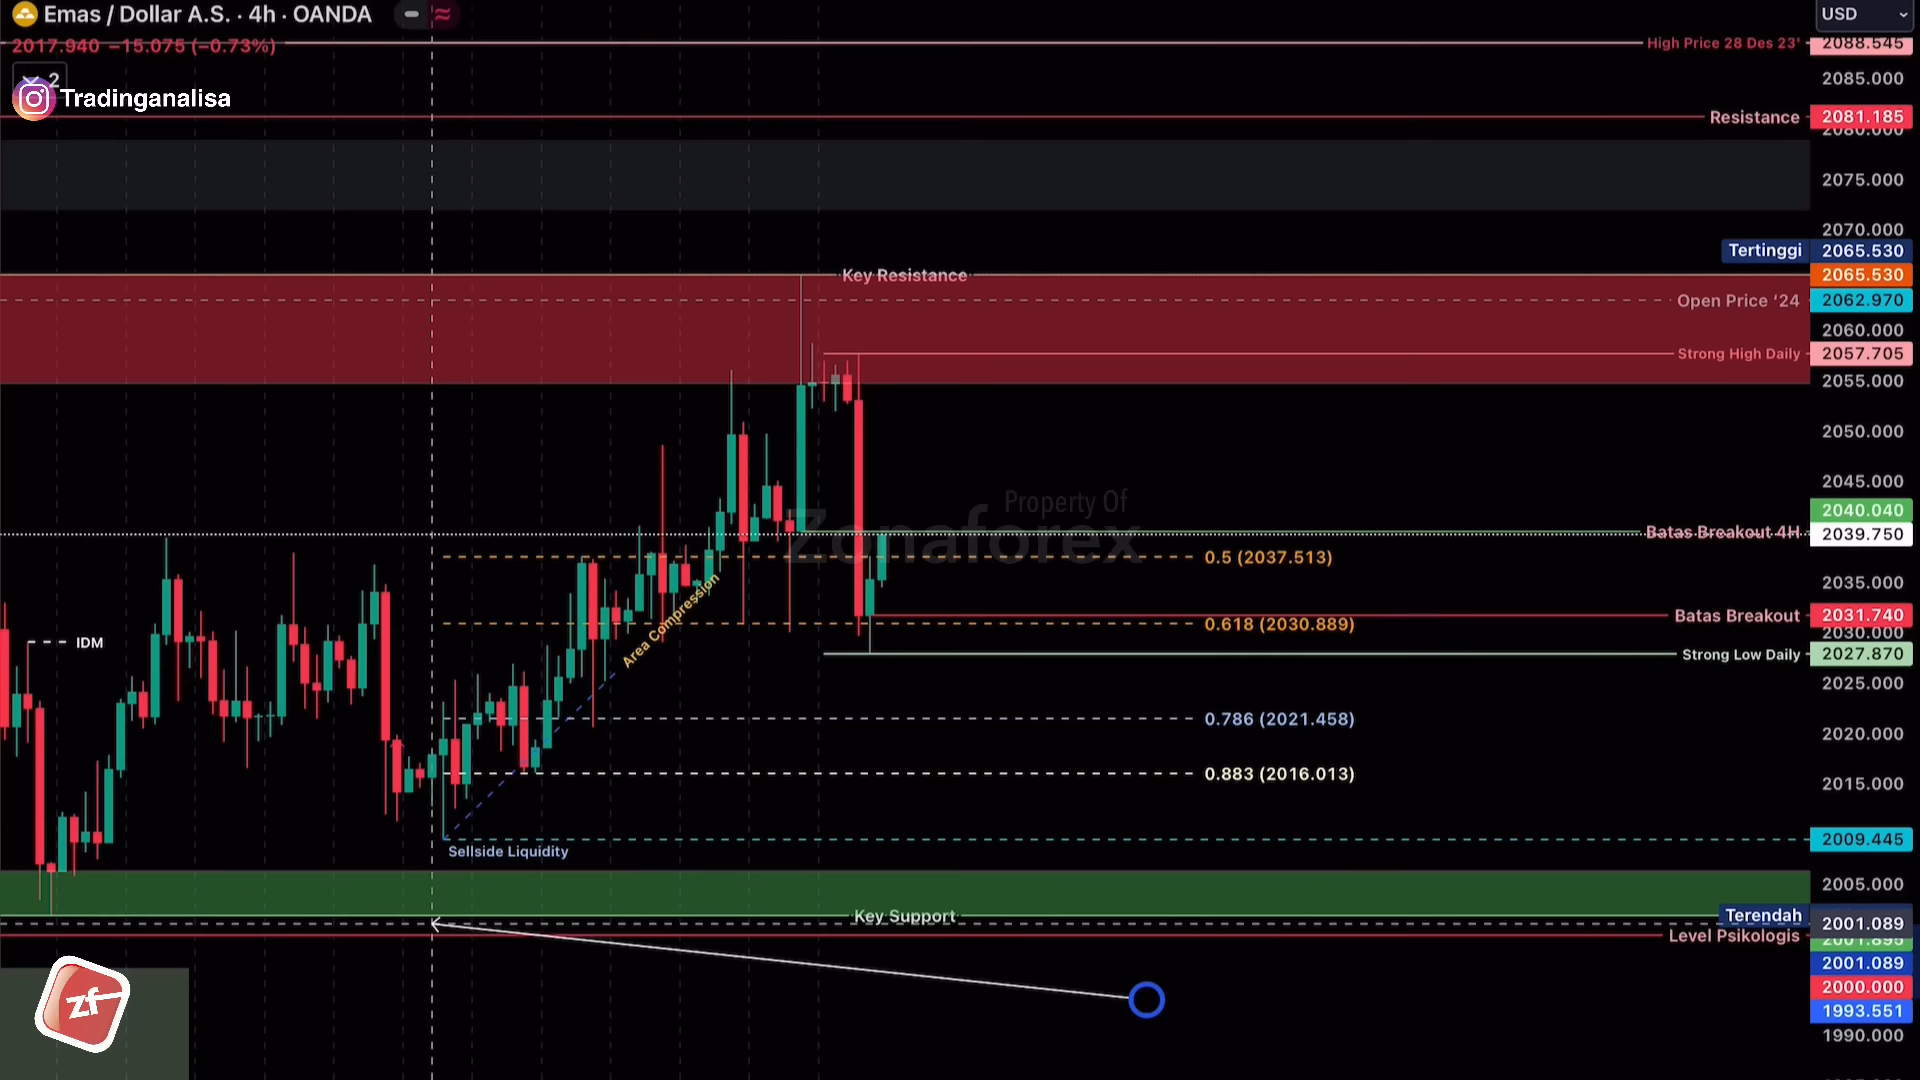 Emas / Dollar A.S. · 4h · OANDA
USD
2017.940 −15.075 (−0.73%)
High Price 28 Des 23' 2088.545
2
2085.000
Tradinganalisa
Resistance 2081.185
2080.000
2075.000
2070.000
Tertinggi 2065.530
Key Resistance 2065.530
Open Price ‘24 2062.970
2060.000
Strong High Daily 2057.705
2055.000
2050.000
2045.000
Property Of
Zonaforex
2040.040
Batas Breakout 4H 2039.750
0.5 (2037.513)
2035.000
Area Compression
Batas Breakout 2031.740
0.618 (2030.889)
2030.000
IDM
Strong Low Daily 2027.870
2025.000
0.786 (2021.458)
2020.000
0.883 (2016.013)
2015.000
2009.445
Sellside Liquidity
2005.000
Key Support
Terendah 2001.089
Level Psikologis 2001.895
2001.089
2000.000
1993.551
1990.000
zf